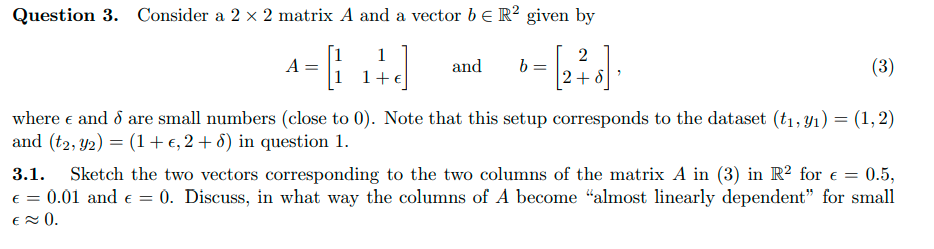 Question 3. Consider a 2 × 2 matrix A and a vector b ∈ ℝ² given by
A = [1 1; 1 1 + ϵ] and b = [2; 2 + δ], (3)
where ϵ and δ are small numbers (close to 0). Note that this setup corresponds to the dataset (t₁, y₁) = (1, 2)
and (t₂, y₂) = (1 + ϵ, 2 + δ) in question 1.
3.1. Sketch the two vectors corresponding to the two columns of the matrix A in (3) in ℝ² for ϵ = 0.5,
ϵ = 0.01 and ϵ = 0. Discuss, in what way the columns of A become “almost linearly dependent” for small
ϵ ≈ 0.